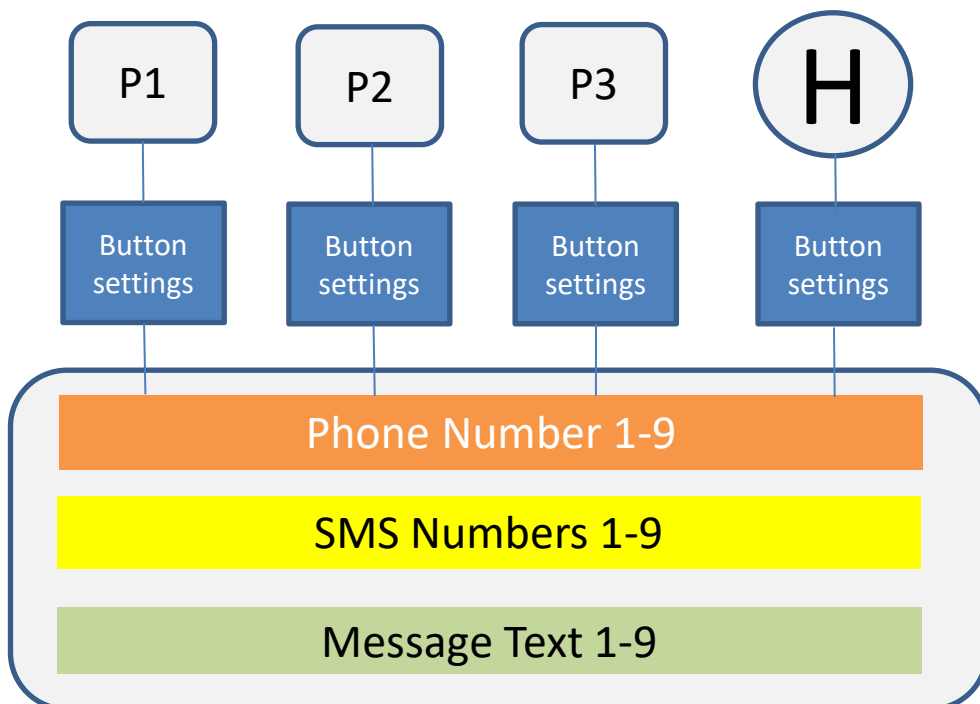 P1
P2
P3
H
Button
settings
Button
settings
Button
settings
Button
settings
Phone Number 1-9
SMS Numbers 1-9
Message Text 1-9